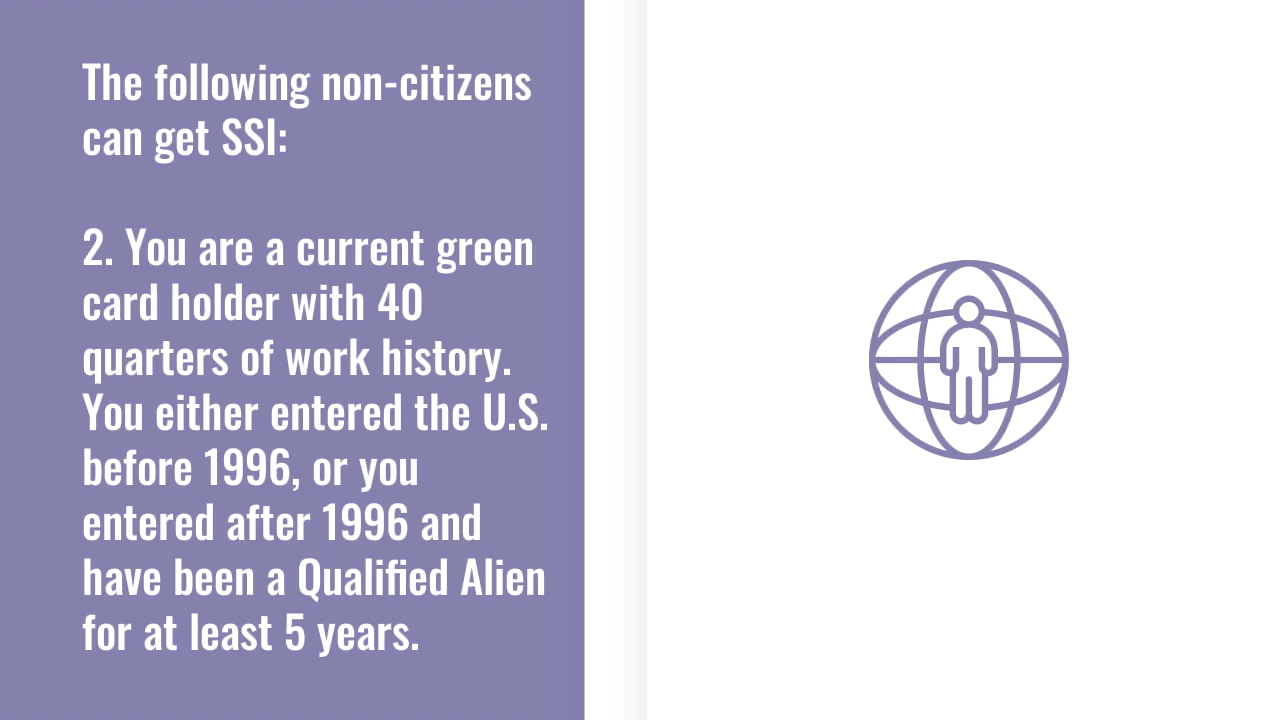 The following non-citizens
can get SSI:
2. You are a current green
card holder with 40
quarters of work history.
You either entered the U.S.
before 1996, or you
entered after 1996 and
have been a Qualified Alien
for at least 5 years.